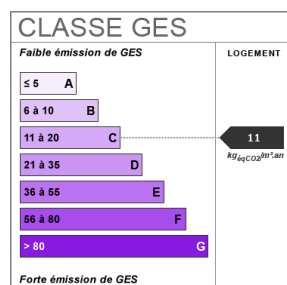 CLASSE GES
Faible émission de GES
LOGEMENT
≤ 5 A
6 à 10 B
11 à 20 C
11
kgéqCO2/m².an
21 à 35 D
36 à 55 E
56 à 80 F
> 80 G
Forte émission de GES